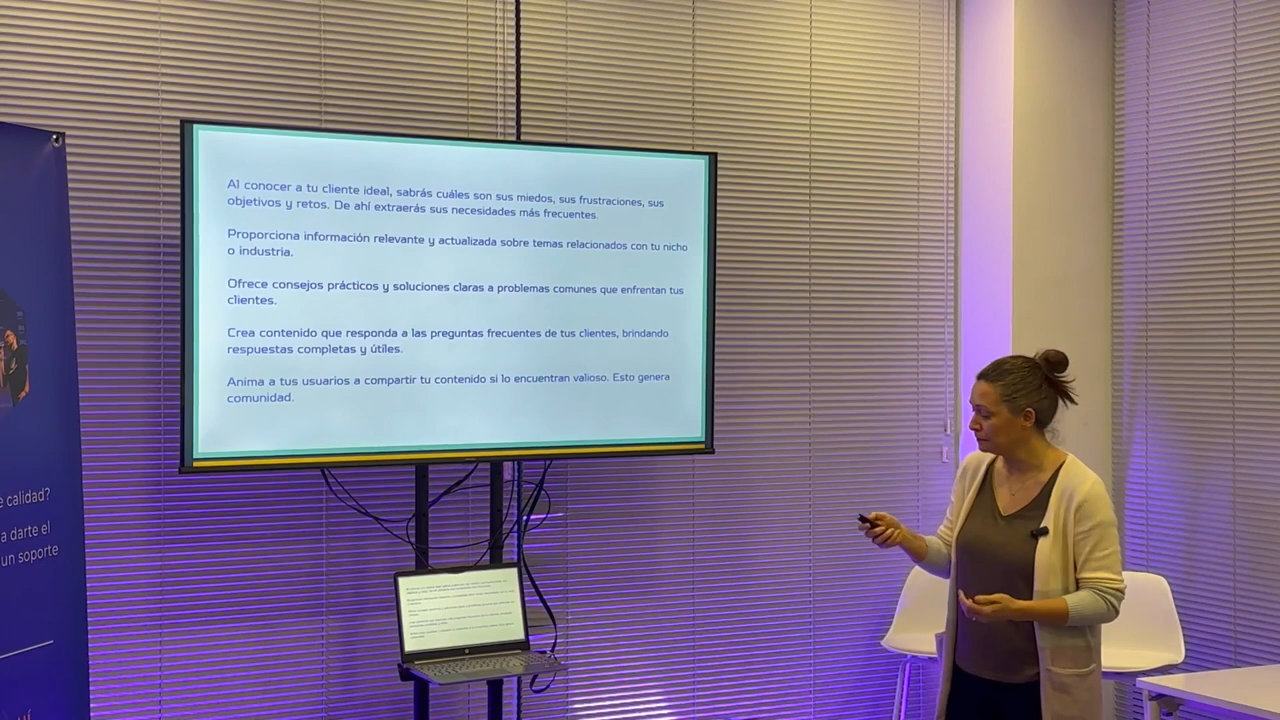 Al conocer a tu cliente ideal, sabrás cuáles son sus miedos, sus frustraciones, sus
objetivos y retos. De ahí extraerás sus necesidades más frecuentes.
Proporciona información relevante y actualizada sobre temas relacionados con tu nicho
o industria.
Ofrece consejos prácticos y soluciones claras a problemas comunes que enfrentan tus
clientes.
Crea contenido que responda a las preguntas frecuentes de tus clientes, brindando
respuestas completas y útiles.
Anima a tus usuarios a compartir tu contenido si lo encuentran valioso. Esto genera
comunidad.
calidad?
a darte el
un soporte